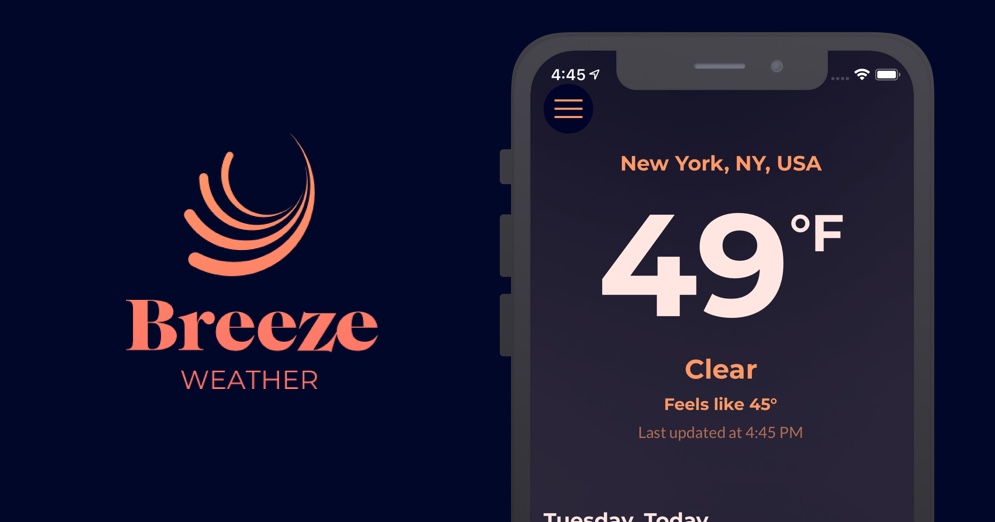 Breeze
WEATHER
4:45
New York, NY, USA
49°F
Clear
Feels like 45°
Last updated at 4:45 PM
Tuesday, Today